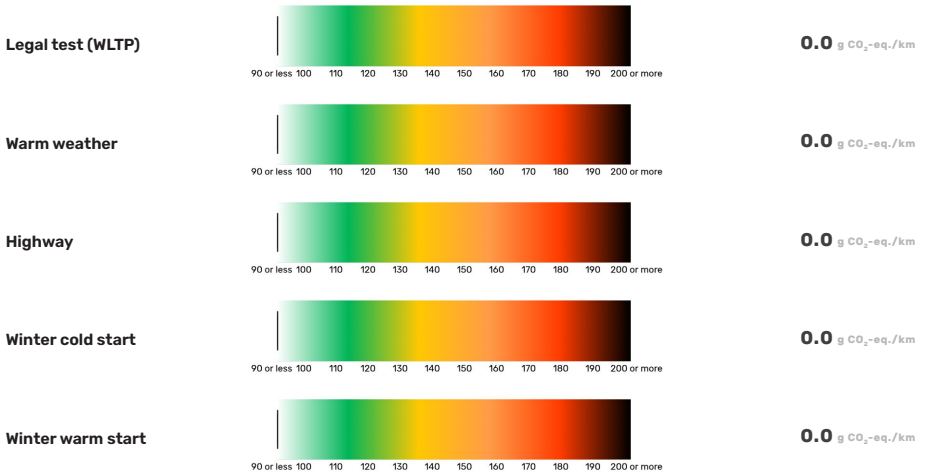 Legal test (WLTP)
0.0 g CO₂-eq./km
90 or less 100 110 120 130 140 150 160 170 180 190 200 or more
Warm weather
0.0 g CO₂-eq./km
90 or less 100 110 120 130 140 150 160 170 180 190 200 or more
Highway
0.0 g CO₂-eq./km
90 or less 100 110 120 130 140 150 160 170 180 190 200 or more
Winter cold start
0.0 g CO₂-eq./km
90 or less 100 110 120 130 140 150 160 170 180 190 200 or more
Winter warm start
0.0 g CO₂-eq./km
90 or less 100 110 120 130 140 150 160 170 180 190 200 or more